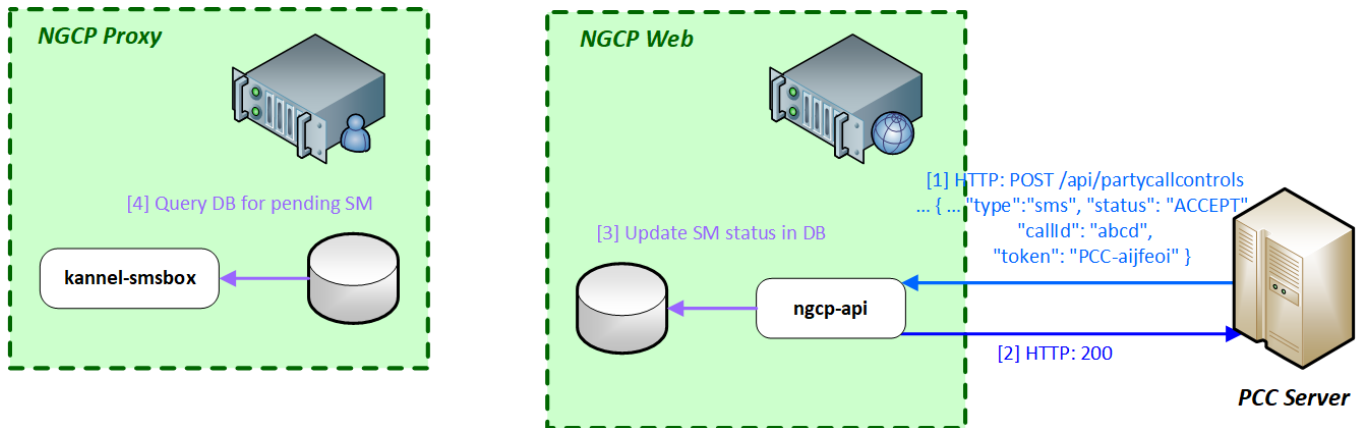 NGCP Proxy
[4] Query DB for pending SM
kannel-smsbox
NGCP Web
[1] HTTP: POST /api/partycallcontrols
... { ... "type":"sms", "status": "ACCEPT"
"callId": "abcd",
"token": "PCC-aijfeoi" }
[3] Update SM status in DB
ngcp-api
[2] HTTP: 200
PCC Server